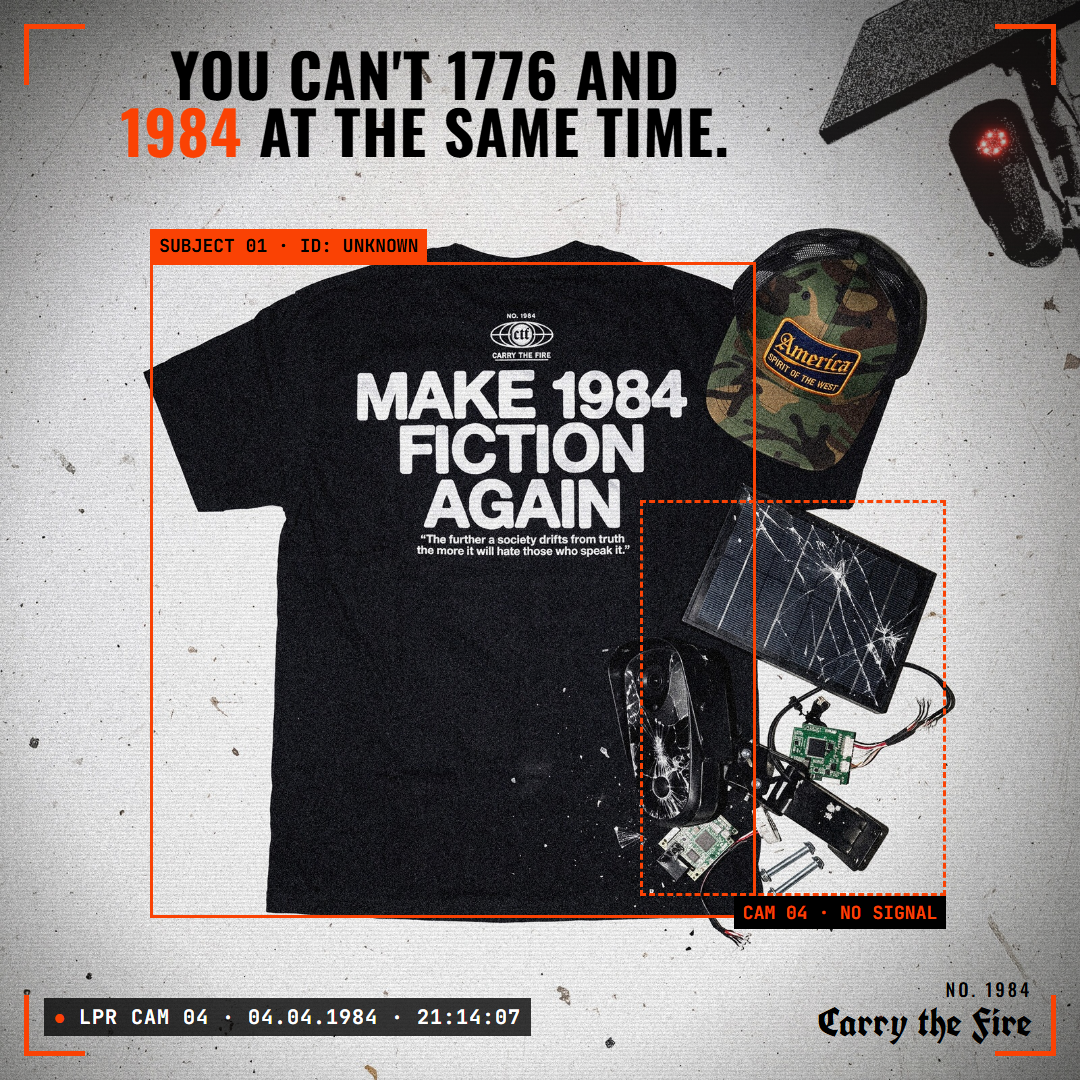 YOU CAN'T 1776 AND
1984 AT THE SAME TIME.
SUBJECT 01 · ID: UNKNOWN
NO. 1984
ctf
CARRY THE FIRE
MAKE 1984
FICTION
AGAIN
“The further a society drifts from truth
the more it will hate those who speak it.”
America
SPIRIT OF THE WEST
CAM 04 · NO SIGNAL
LPR CAM 04 · 04.04.1984 · 21:14:07
NO. 1984
Carry the Fire